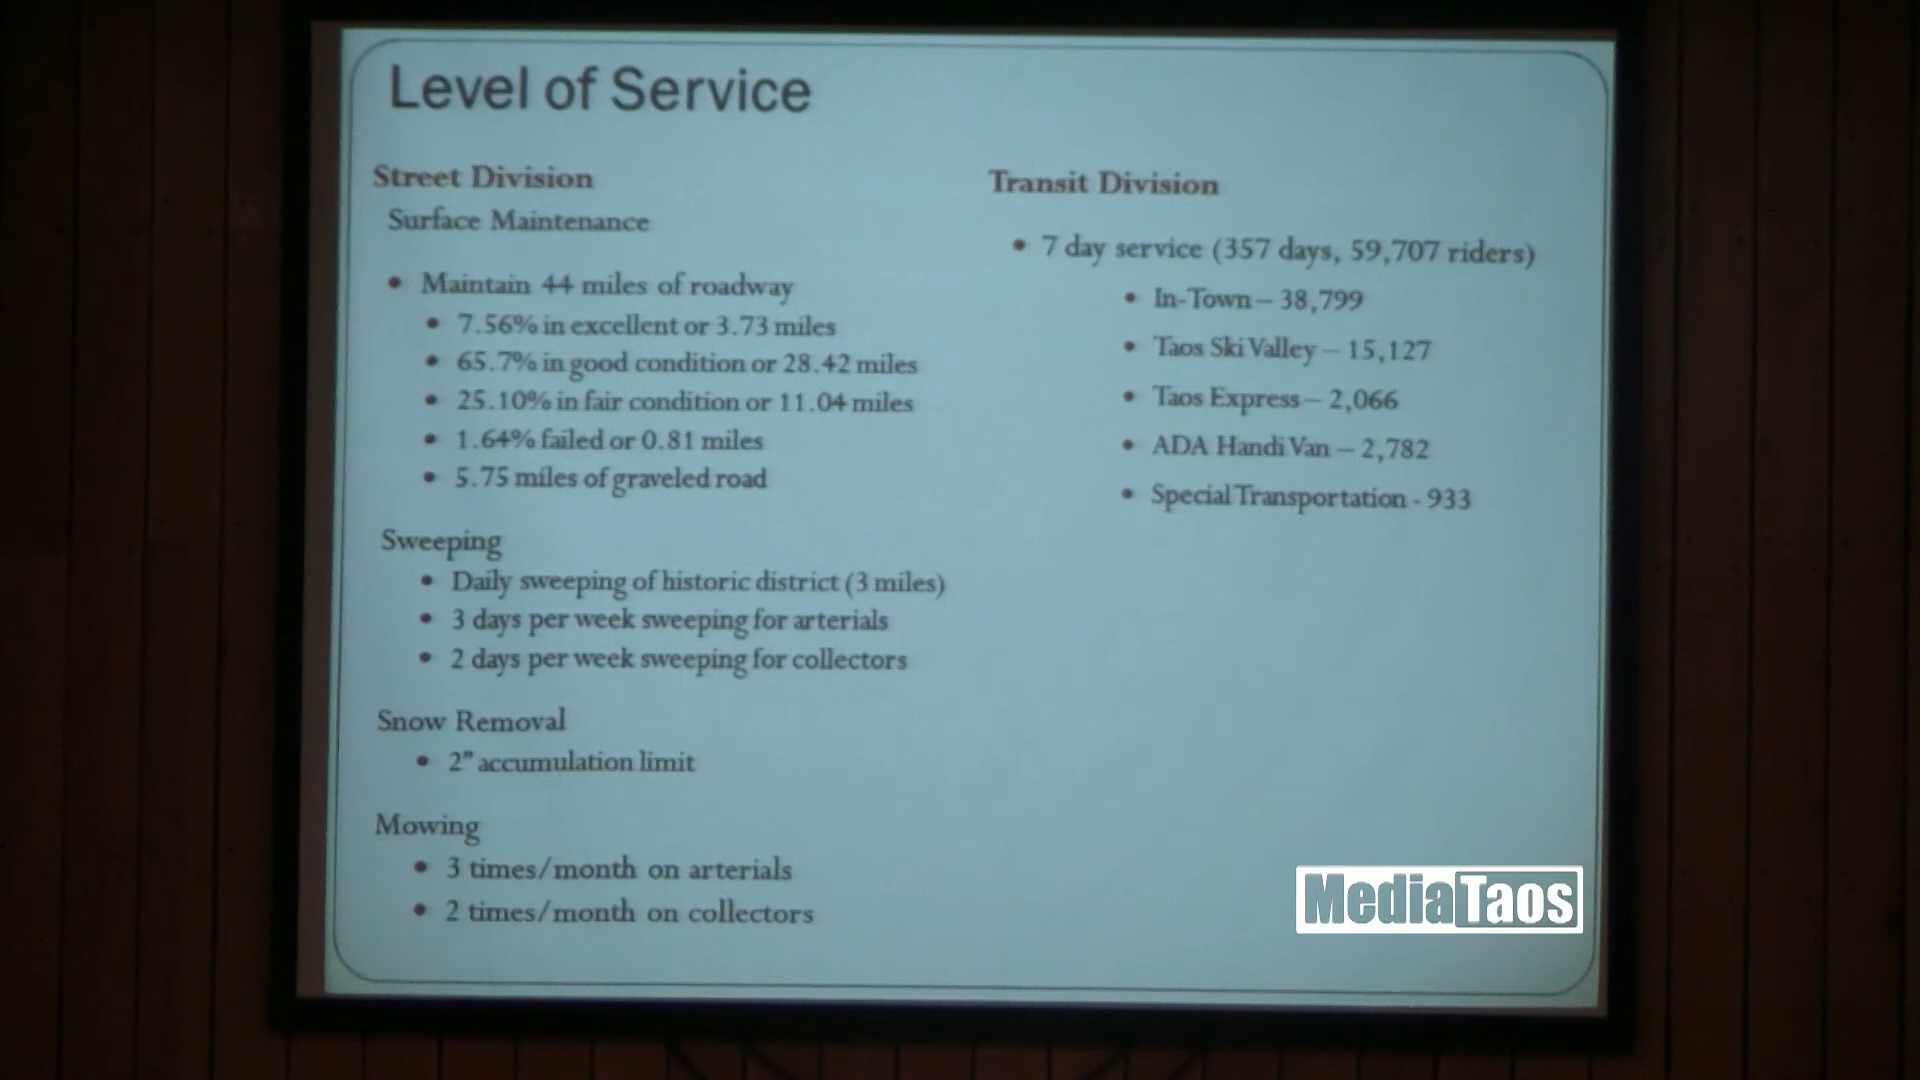 Level of Service
Street Division
Surface Maintenance
• Maintain 44 miles of roadway
• 7.56% in excellent or 3.73 miles
• 65.7% in good condition or 28.42 miles
• 25.10% in fair condition or 11.04 miles
• 1.64% failed or 0.81 miles
• 5.75 miles of graveled road
Sweeping
• Daily sweeping of historic district (3 miles)
• 3 days per week sweeping for arterials
• 2 days per week sweeping for collectors
Snow Removal
• 2” accumulation limit
Mowing
• 3 times/month on arterials
• 2 times/month on collectors
Transit Division
• 7 day service (357 days, 59,707 riders)
• In-Town – 38,799
• Taos Ski Valley – 15,127
• Taos Express – 2,066
• ADA Handi Van – 2,782
• Special Transportation - 933
MediaTaos